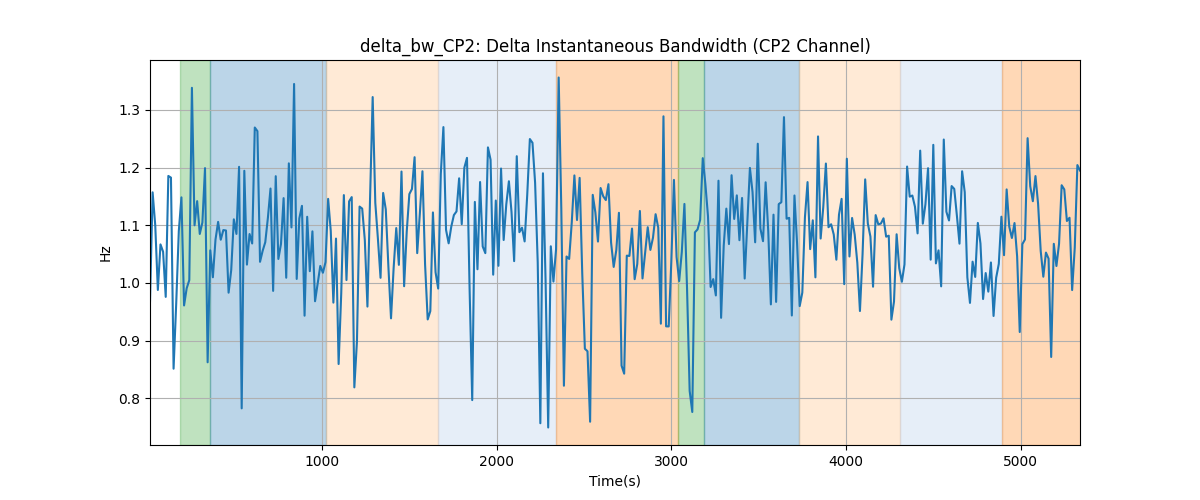 delta_bw_CP2: Delta Instantaneous Bandwidth (CP2 Channel)
1.3
1.2
1.1
1.0
0.9
0.8
Hz
1000 2000 3000 4000 5000
Time(s)